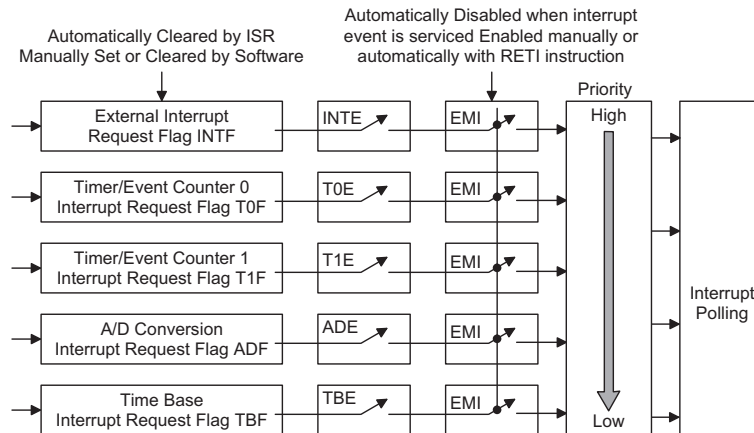 Automatically Cleared by ISR
Manually Set or Cleared by Software
Automatically Disabled when interrupt
event is serviced Enabled manually or
automatically with RETI instruction
Priority
External Interrupt
Request Flag INTF
INTE
EMI
High
Timer/Event Counter 0
Interrupt Request Flag T0F
T0E
EMI
Timer/Event Counter 1
Interrupt Request Flag T1F
T1E
EMI
Interrupt
Polling
A/D Conversion
Interrupt Request Flag ADF
ADE
EMI
Time Base
Interrupt Request Flag TBF
TBE
EMI
Low